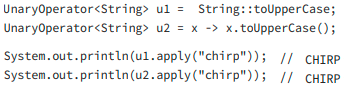 UnaryOperator<String> u1 =  String::toUpperCase;
UnaryOperator<String> u2 = x -> x.toUpperCase();
System.out.println(u1.apply("chirp"));  // CHIRP
System.out.println(u2.apply("chirp"));  // CHIRP